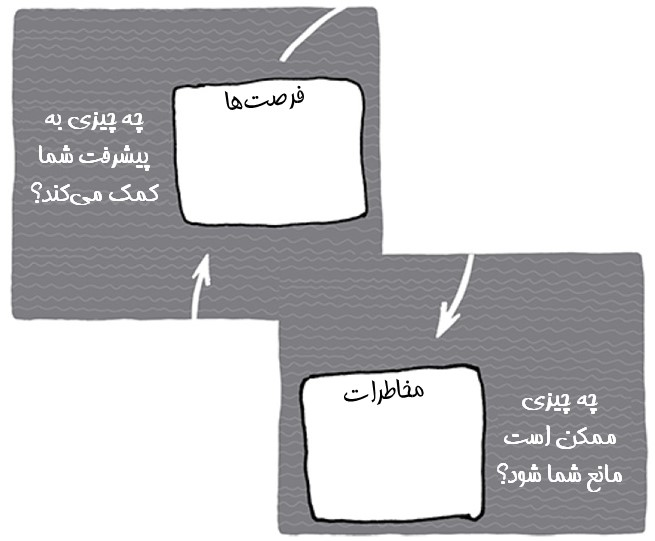 فرصت‌ها
چه چیزی به
پیشرفت شما
کمک می‌کند؟
مخاطرات
چه چیزی
ممکن است
مانع شما شود؟